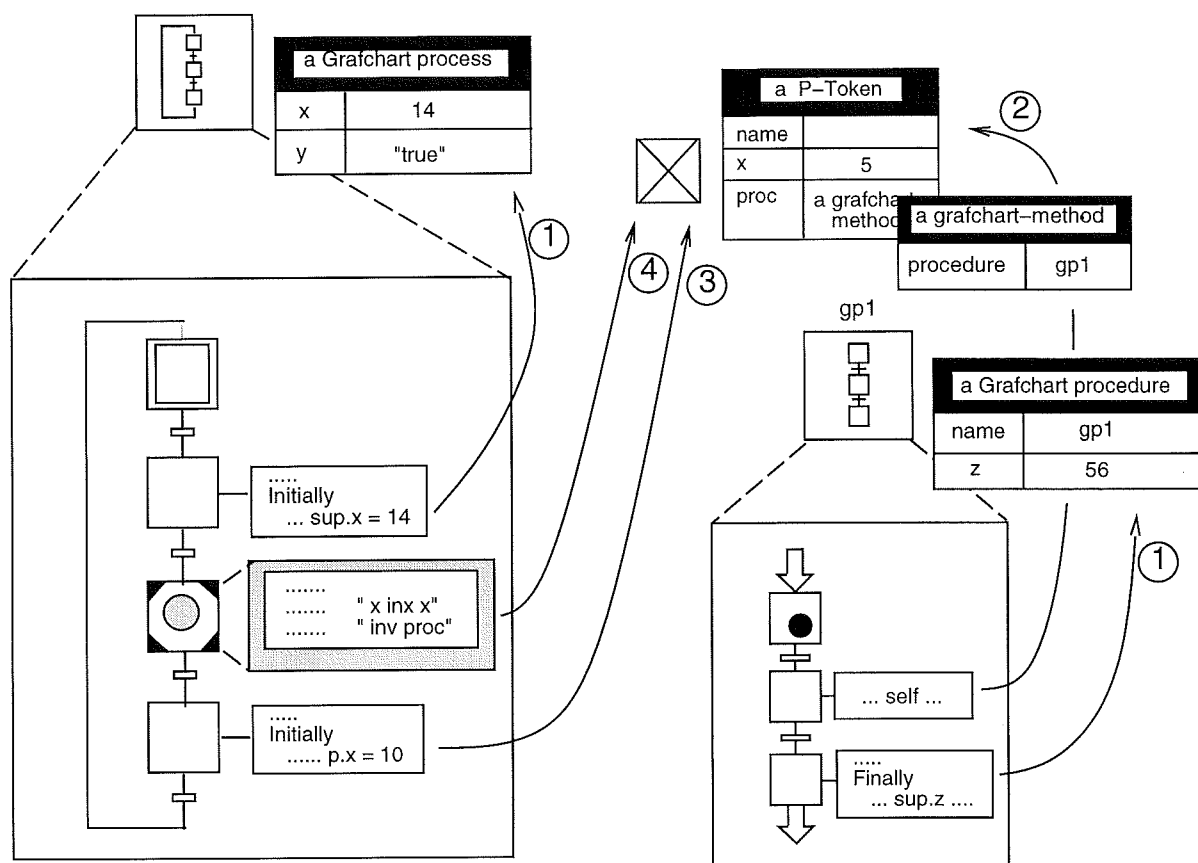 a Grafchart process
x 14
y "true"
a P–Token
name
x 5
proc a grafchart
method
2
a grafchart–method
procedure gp1
1
4
3
gp1
a Grafchart procedure
name gp1
z 56
.....
Initially
... sup.x = 14
.......
....... " x inx x"
....... " inv proc"
.....
Initially
...... p.x = 10
1
... self ...
.....
Finally
... sup.z ....